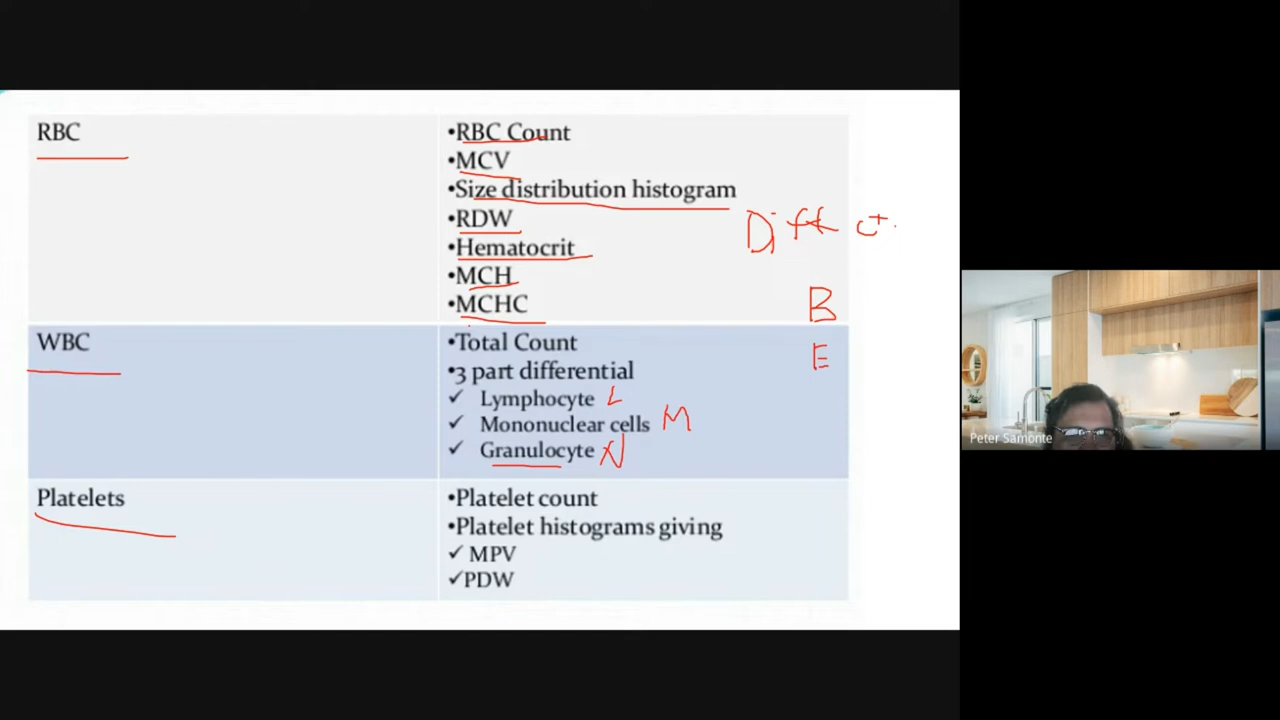 RBC
•RBC Count
•MCV
•Size distribution histogram
•RDW
Diff ct
•Hematocrit
•MCH
•MCHC
B
WBC
•Total Count
E
•3 part differential
✓ Lymphocyte L
✓ Mononuclear cells M
✓ Granulocyte N
Platelets
•Platelet count
•Platelet histograms giving
✓ MPV
✓PDW
Peter Samonte